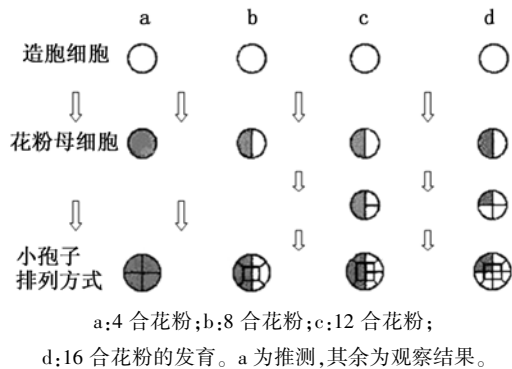 a b c d
造胞细胞
花粉母细胞
小孢子
排列方式
a:4 合花粉;b:8 合花粉;c:12 合花粉;
d:16 合花粉的发育。a 为推测,其余为观察结果。